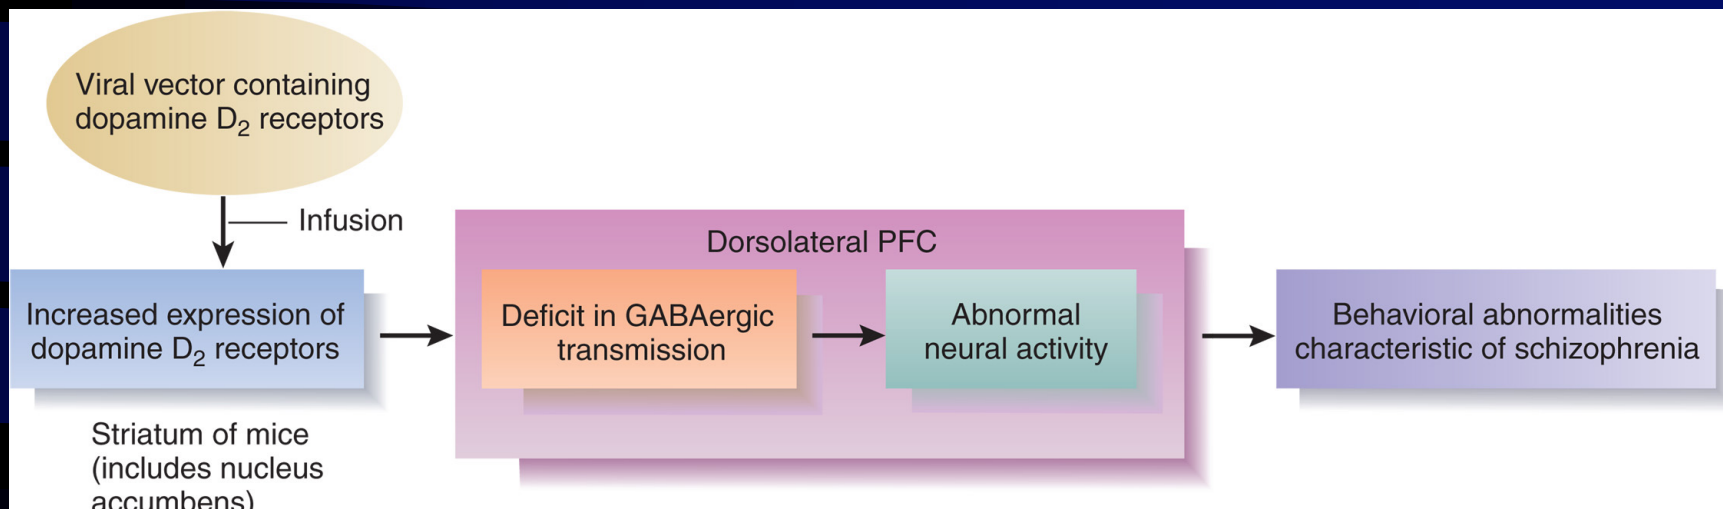 Viral vector containing
dopamine D₂ receptors
Infusion
Increased expression of
dopamine D₂ receptors
Striatum of mice
(includes nucleus
accumbens)
Dorsolateral PFC
Deficit in GABAergic
transmission
Abnormal
neural activity
Behavioral abnormalities
characteristic of schizophrenia